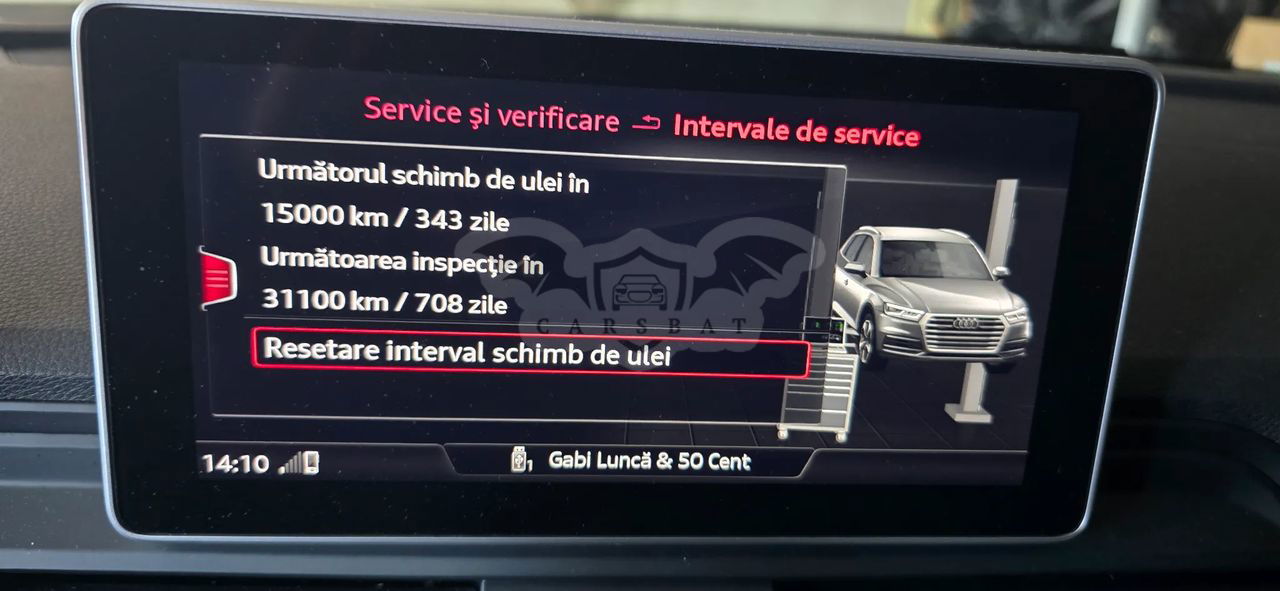 Service și verificare Intervale de service
Următorul schimb de ulei în
15000 km / 343 zile
Următoarea inspecție în
31100 km / 708 zile
CARSBAT
Resetare interval schimb de ulei
14:10 1 Gabi Luncă & 50 Cent